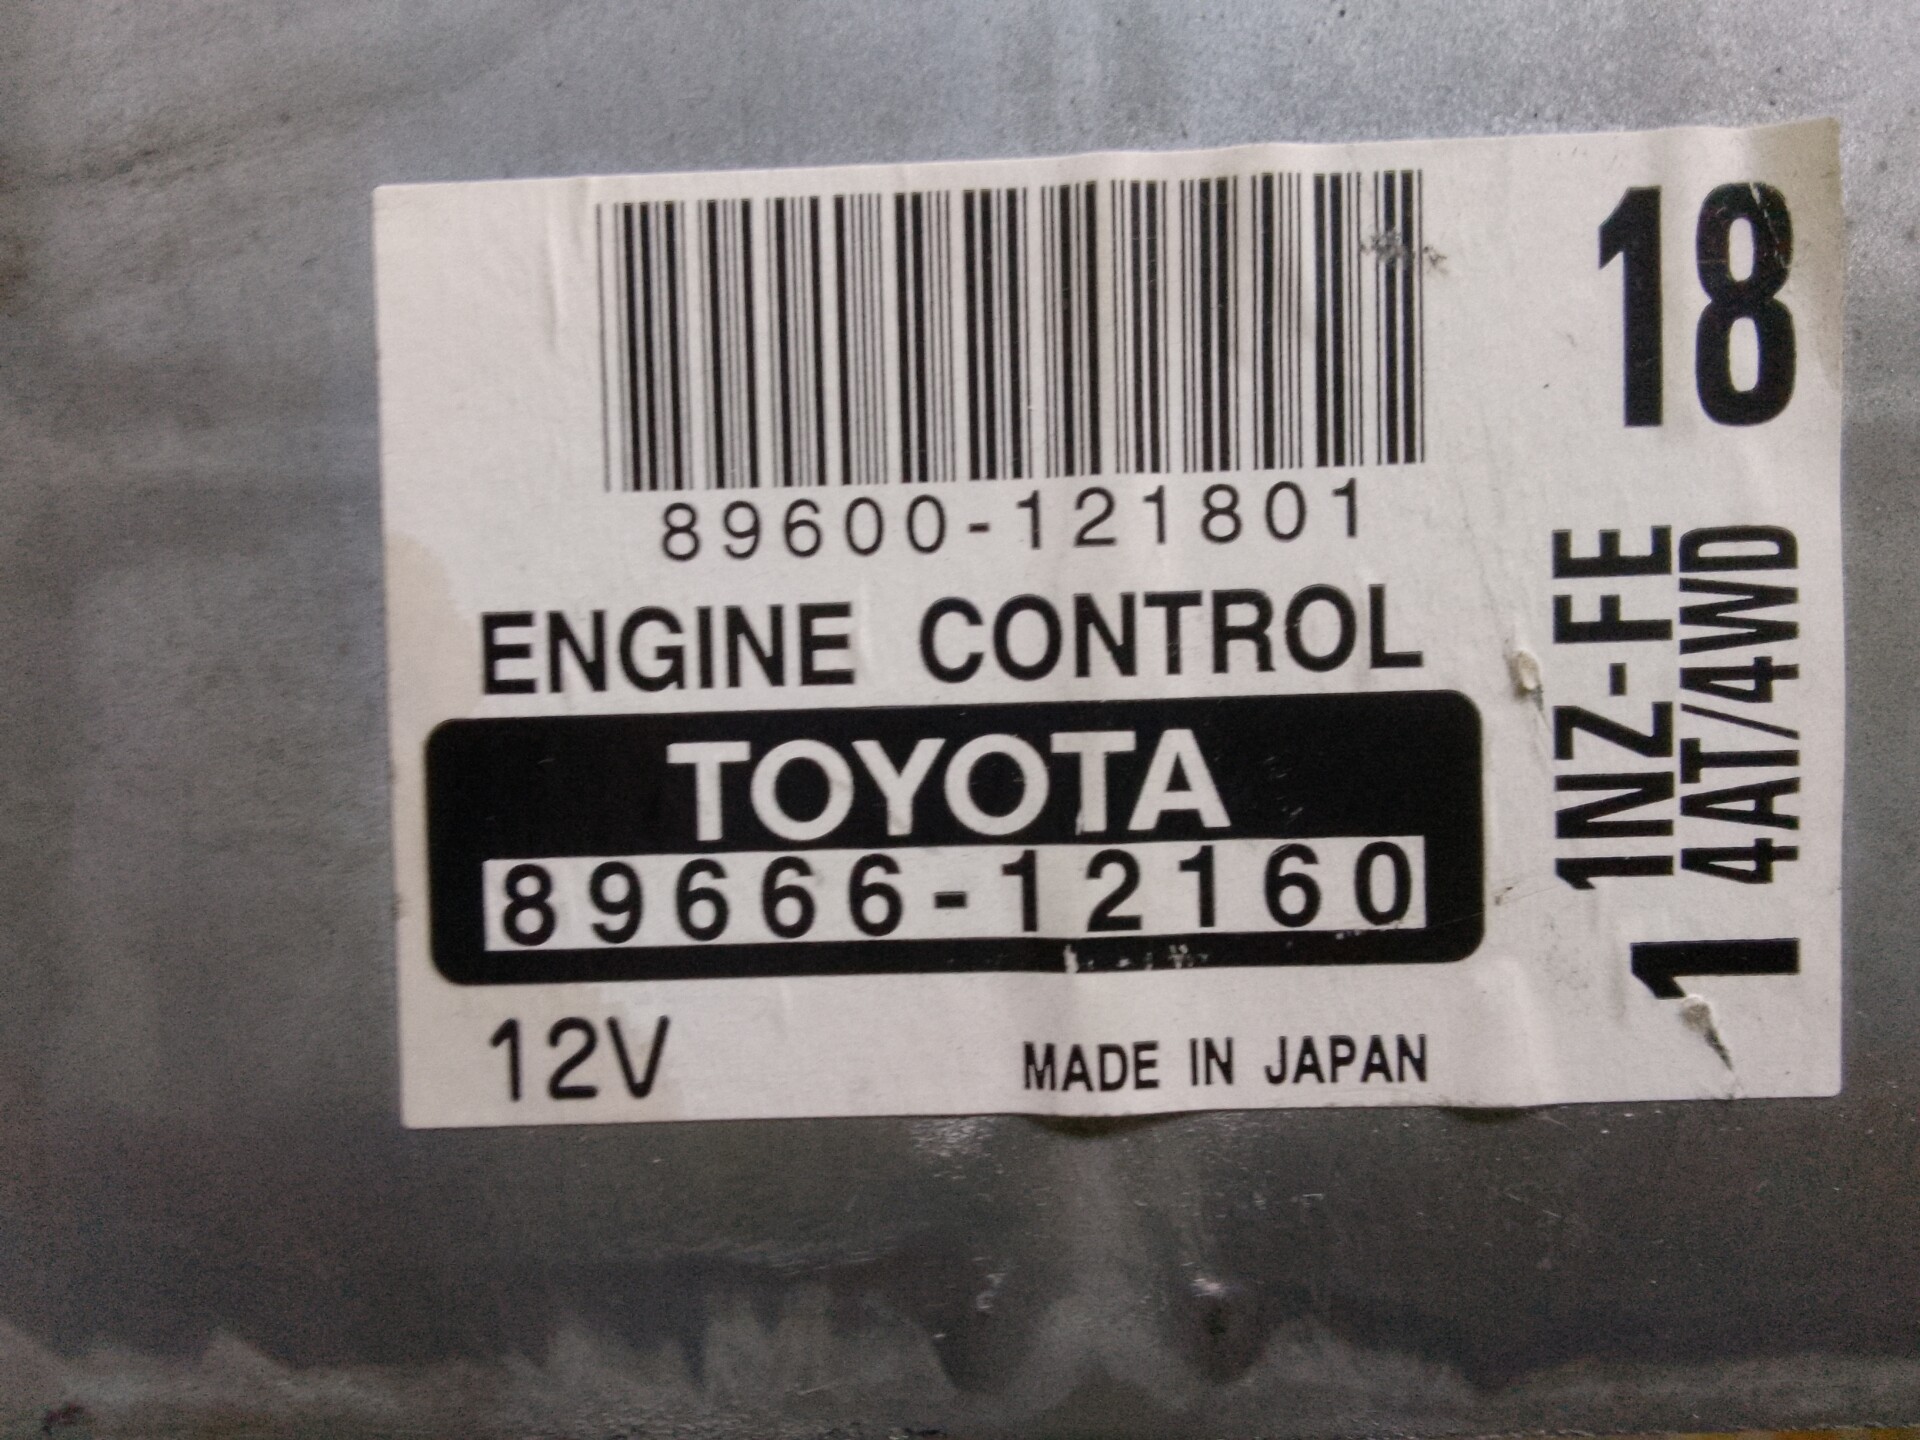 89600-121801
ENGINE CONTROL
TOYOTA
89666-12160
12V
MADE IN JAPAN
18
1NZ-FE
4AT/4WD
1